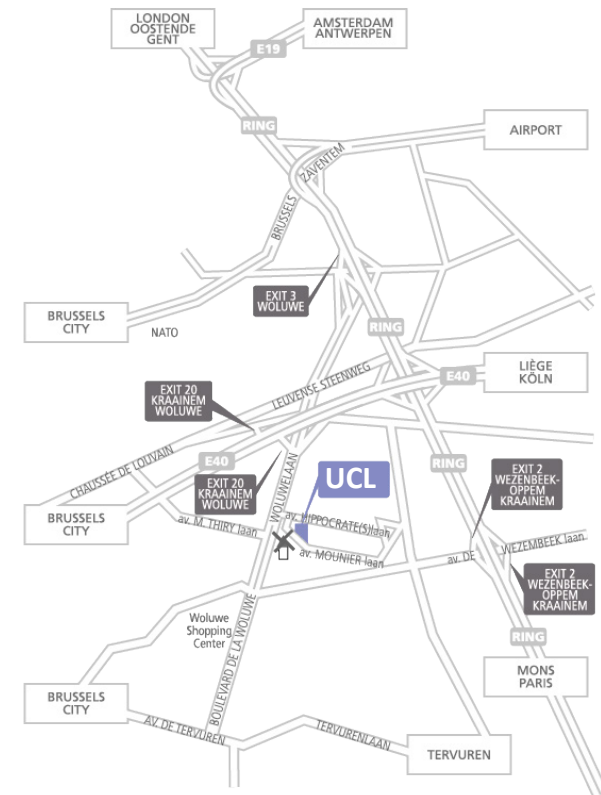 LONDON
OOSTENDE
GENT
AMSTERDAM
ANTWERPEN
E19
RING
AIRPORT
BRUSSELS
ZAVENTEM
EXIT 3
WOLUWE
BRUSSELS
CITY
NATO
RING
LIÈGE
KÖLN
E40
LEUVENSE STEENWEG
EXIT 20
KRAAINEM
WOLUWE
CHAUSSÉE DE LOUVAIN
E40
EXIT 20
KRAAINEM
WOLUWE
WOLUWELAAN
UCL
RING
EXIT 2
WEZENBEEK-
OPPEM
KRAAINEM
BRUSSELS
CITY
av. M. THIRY laan
av. HIPPOCRATE(S)laan
av. MOUNIER laan
av. DE WEZEMBEEK laan
EXIT 2
WEZENBEEK-
OPPEM
KRAAINEM
Woluwe
Shopping
Center
BOULEVARD DE LA WOLUWE
RING
MONS
PARIS
BRUSSELS
CITY
AV. DE TERVUREN
TERVURENLAAN
TERVUREN